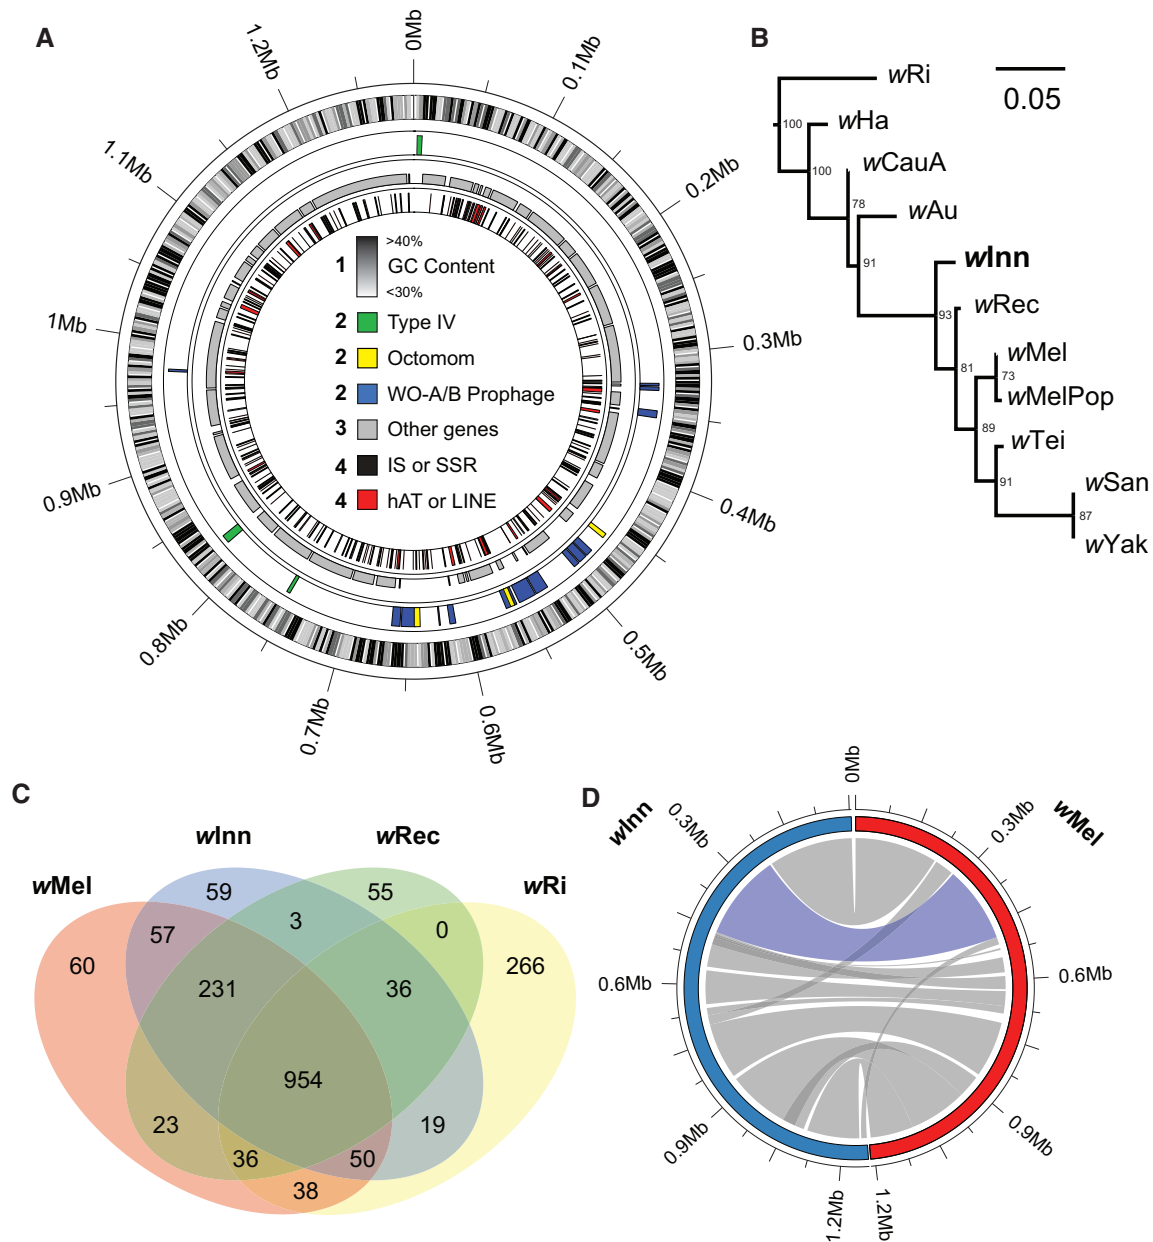 A
0Mb
0.1Mb
0.2Mb
0.3Mb
0.4Mb
0.5Mb
0.6Mb
0.7Mb
0.8Mb
0.9Mb
1Mb
1.1Mb
1.2Mb
>40%
1 GC Content
<30%
2 Type IV
2 Octomom
2 WO-A/B Prophage
3 Other genes
4 IS or SSR
4 hAT or LINE
B
wRi
0.05
100
wHa
100
wCauA
78
wAu
91
wInn
93
wRec
81
wMel
73
wMelPop
89
wTei
91
wSan
87
wYak
C
wInn
wRec
wMel
wRi
59
55
3
57
0
60
266
231
36
954
23
19
36
50
38
D
wInn
wMel
0Mb
0.3Mb
0.3Mb
0.6Mb
0.6Mb
0.9Mb
0.9Mb
1.2Mb
1.2Mb